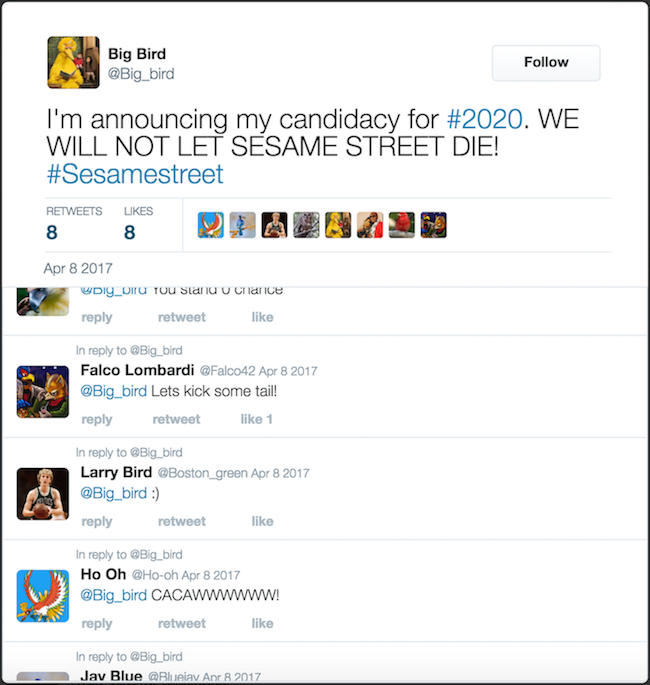 Big Bird
@Big_bird
Follow
I'm announcing my candidacy for #2020. WE
WILL NOT LET SESAME STREET DIE!
#Sesamestreet
RETWEETS LIKES
8 8
Apr 8 2017
@Big_bird You stand 0 chance
reply retweet like
In reply to @Big_bird
Falco Lombardi @Falco42 Apr 8 2017
@Big_bird Lets kick some tail!
reply retweet like 1
In reply to @Big_bird
Larry Bird @Boston_green Apr 8 2017
@Big_bird :)
reply retweet like
In reply to @Big_bird
Ho Oh @Ho-oh Apr 8 2017
@Big_bird CACAWWWWWWW!
reply retweet like
In reply to @Big_bird
Jay Blue @Bluejay Apr 8 2017